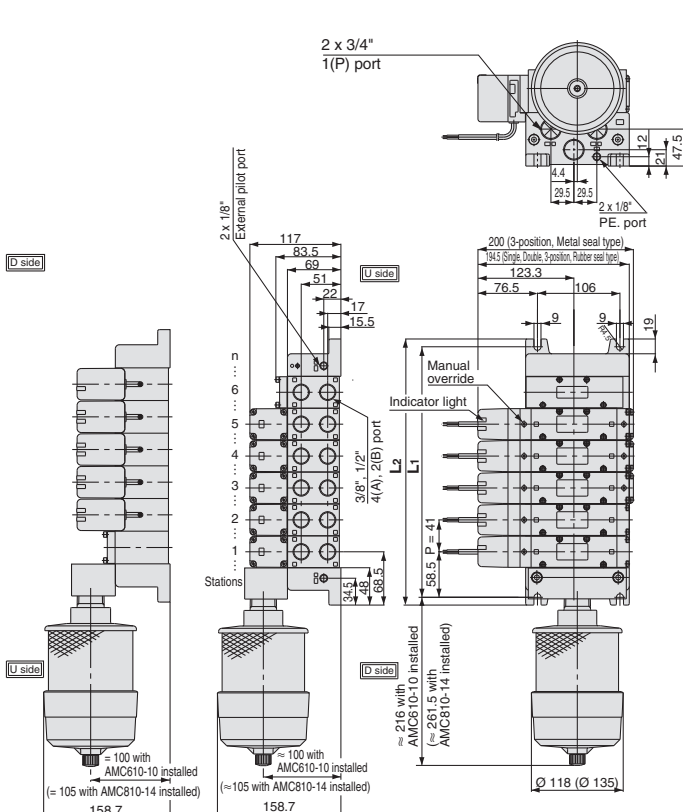 2 x 3/4"
1(P) port
12
21
47.5
4.4
29.5
29.5
2 x 1/8"
PE. port
2 x 1/8"
External pilot port
D side
117
83.5
69
51
22
17
15.5
U side
200 (3-position, Metal seal type)
194.5 (Single, Double, 3-position, Rubber seal type)
123.3
76.5
106
9
9
R4.5
19
Manual
override
Indicator light
n
6
5
4
3
2
1
Stations
3/8", 1/2"
4(A), 2(B) port
L2
L1
P = 41
58.5
34.5
48
68.5
U side
D side
≈ 216 with
AMC610-10 installed
(≈ 261.5 with
AMC810-14 installed)
= 100 with
AMC610-10 installed
(= 105 with AMC810-14 installed)
158.7
≈ 100 with
AMC610-10 installed
(≈105 with AMC810-14 installed)
158.7
Ø 118 (Ø 135)